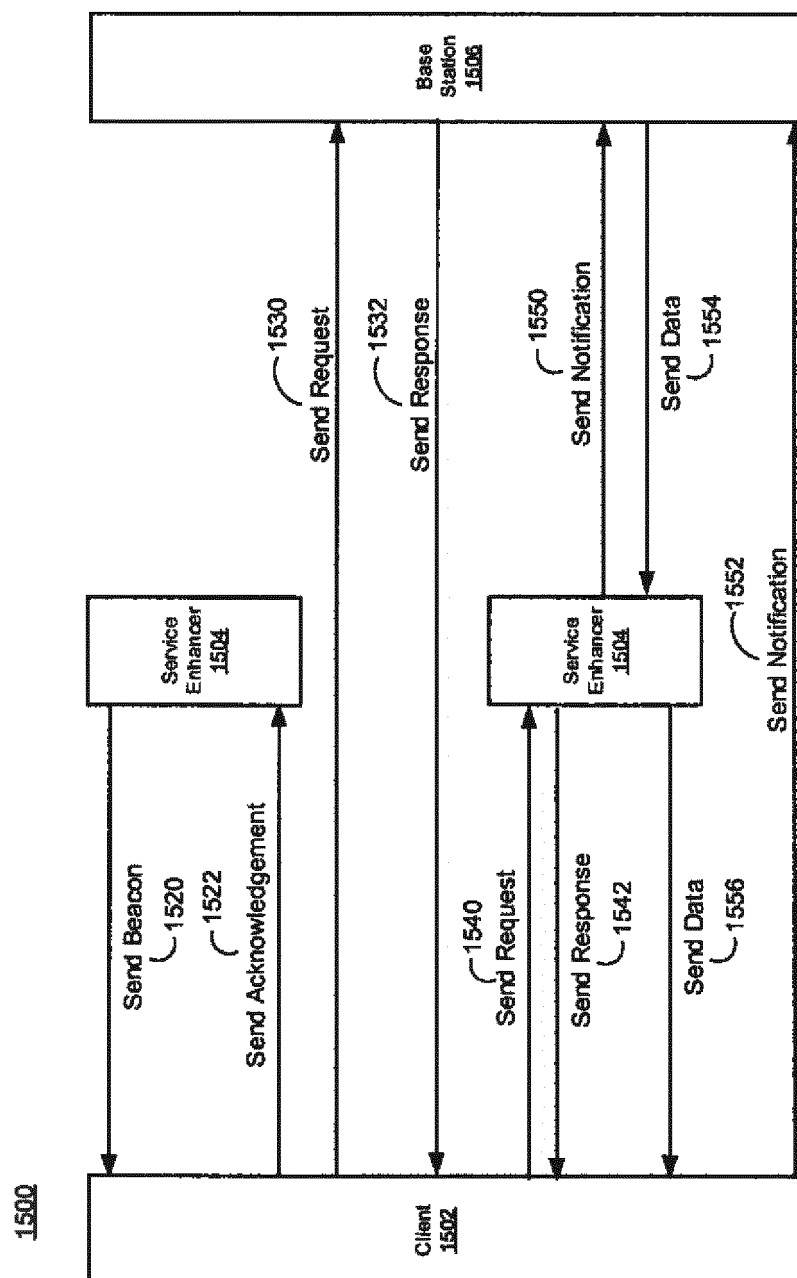 1500
Client
1502
Service
Enhancer
1504
Base
Station
1506
Send Beacon
1520
1522
Send Acknowledgement
1530
Send Request
1532
Send Response
1540
Send Request
Send Response
1542
Service
Enhancer
1504
1550
Send Notification
Send Data
1554
Send Data
1556
1552
Send Notification